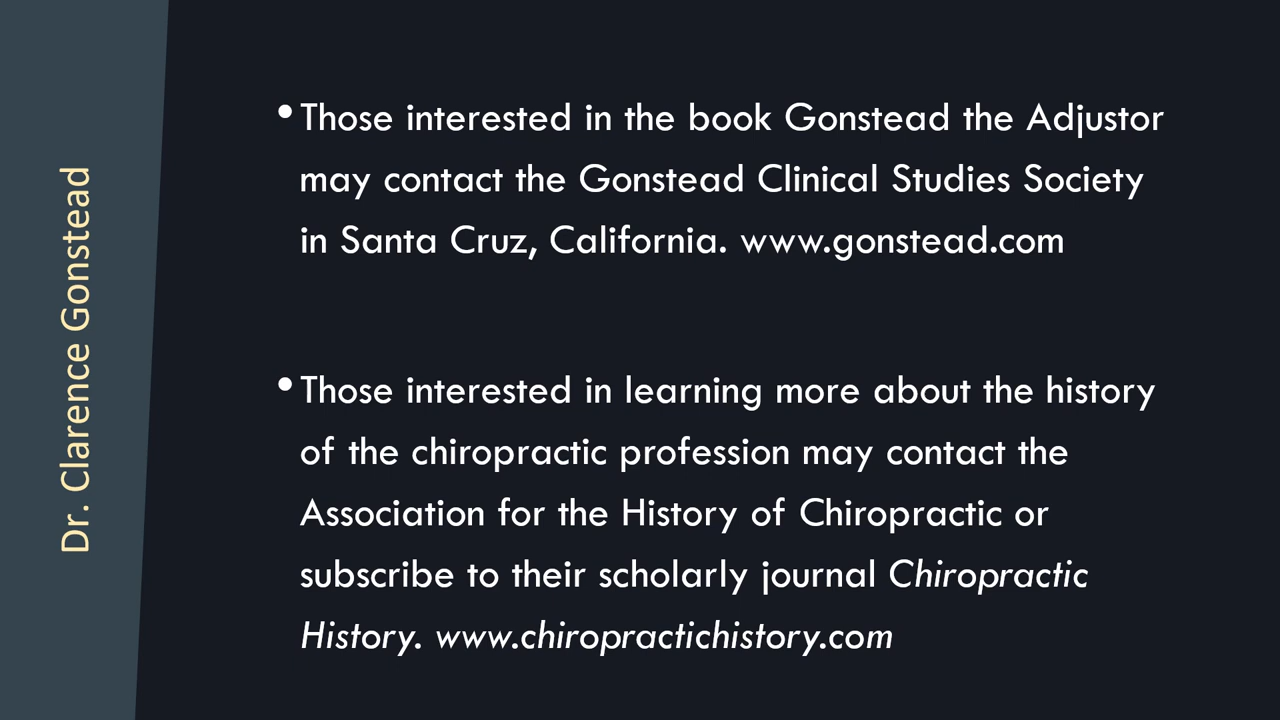 Dr. Clarence Gonstead
•Those interested in the book Gonstead the Adjustor
may contact the Gonstead Clinical Studies Society
in Santa Cruz, California. www.gonstead.com
•Those interested in learning more about the history
of the chiropractic profession may contact the
Association for the History of Chiropractic or
subscribe to their scholarly journal Chiropractic
History. www.chiropractichistory.com